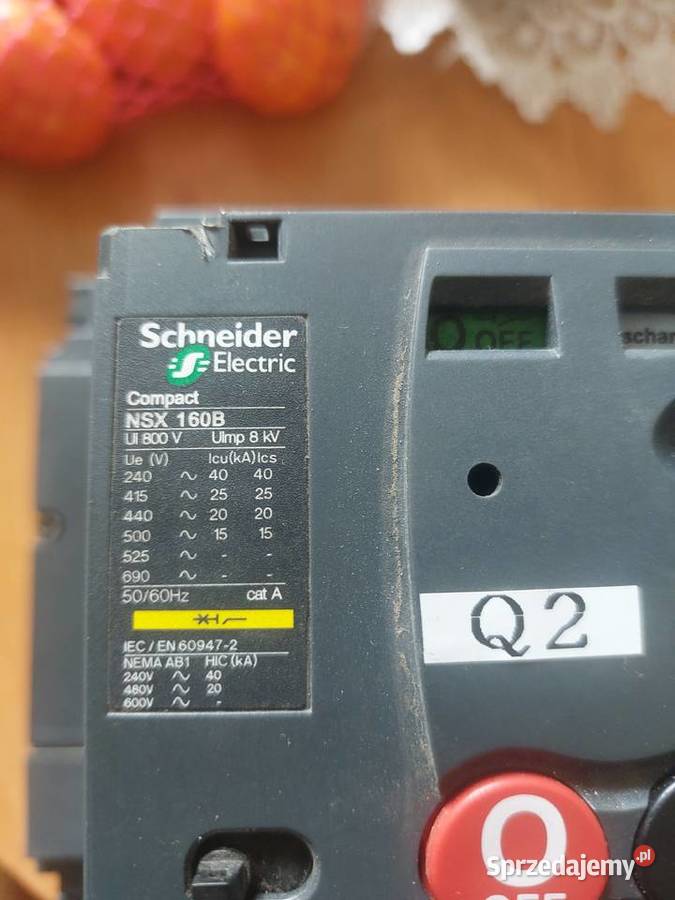 Schneider
Electric
Compact
NSX 160B
Ui 800 V Uimp 8 kV
Ue (V) Icu(kA) Ics
240 ~ 40 40
415 ~ 25 25
440 ~ 20 20
500 ~ 15 15
525 ~ - -
690 ~ - -
50/60Hz cat A
IEC / EN 60947-2
NEMA AB1 HIC (kA)
240V ~ 40
480V ~ 20
600V ~ -
O OFF
Q2
O
OFF
Sprzedajemy.pl